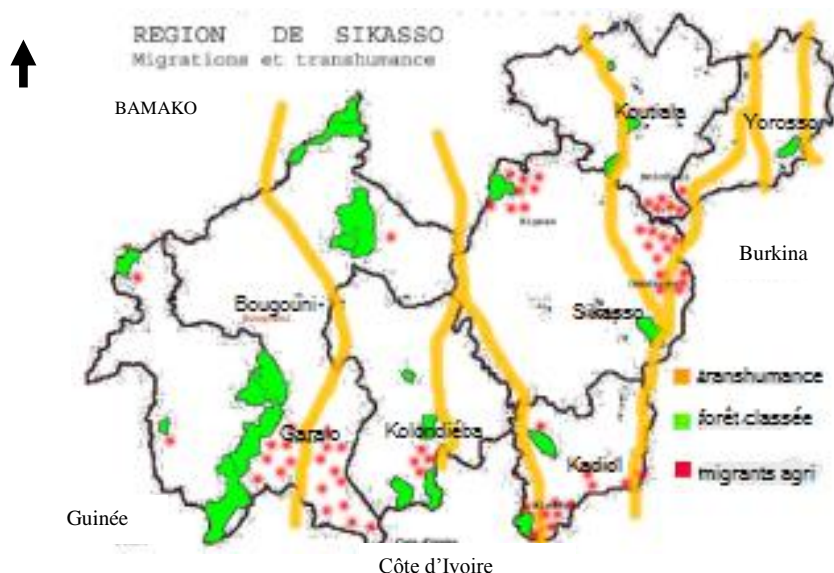 REGION DE SIKASSO
Migrations et transhumance
BAMAKO
Koutiala
Yorosso
Burkina
Bougouni
Sikasso
transhumance
forêt classée
Garalo
Kolondiéba
Kadiol
migrants agri
Guinée
Côte d'Ivoire